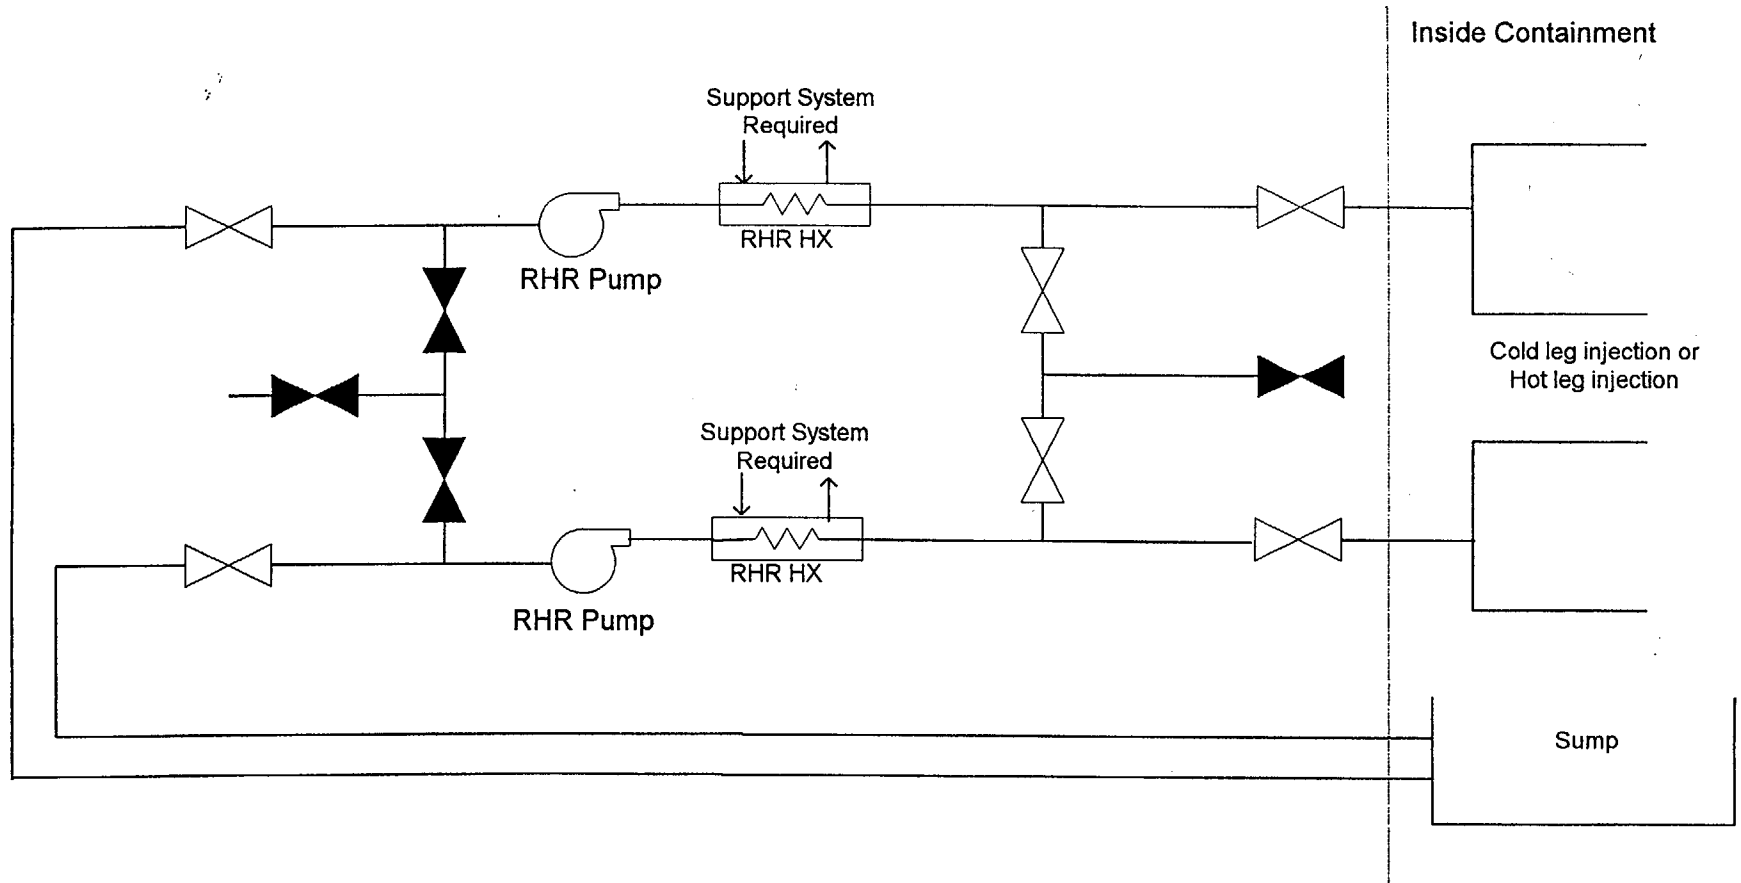 Inside Containment
Support System
Required
RHR HX
RHR Pump
Cold leg injection or
Hot leg injection
Support System
Required
RHR HX
RHR Pump
Sump